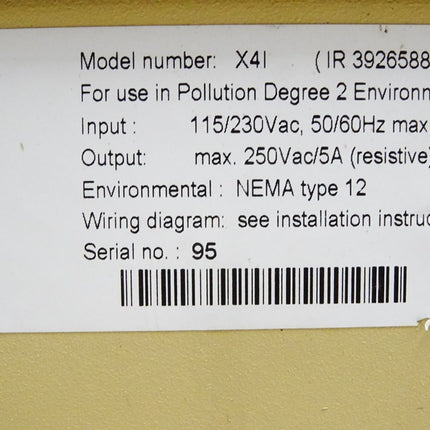 Model number: X4I ( IR 3926588
For use in Pollution Degree 2 Environm
Input : 115/230Vac, 50/60Hz max
Output: max. 250Vac/5A (resistive)
Environmental : NEMA type 12
Wiring diagram: see installation instruc
Serial no. : 95